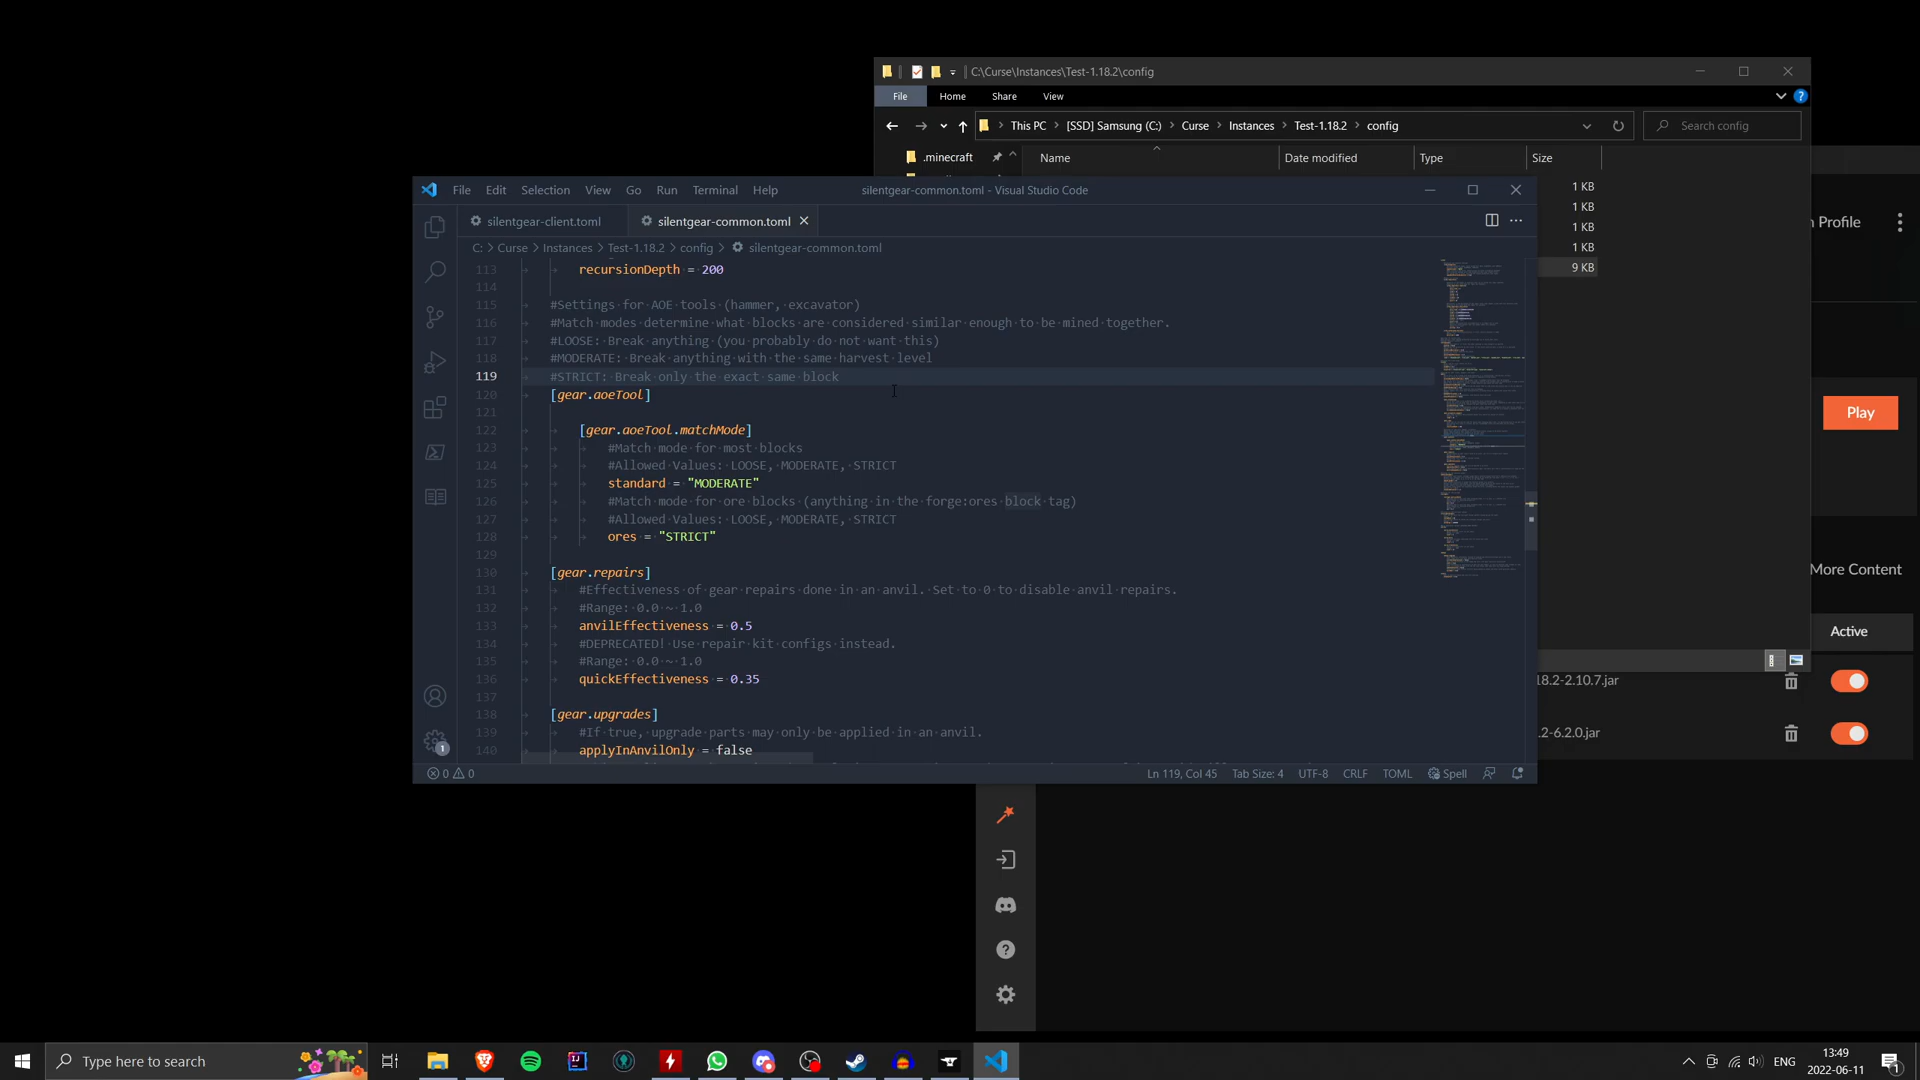 C:\Curse\Instances\Test-1.18.2\config
File Home Share View
This PC > [SSD] Samsung (C:) > Curse > Instances > Test-1.18.2 > config
Search config
.minecraft
Name Date modified Type Size
1 KB
1 KB
1 KB
1 KB
9 KB
n Profile
Play
More Content
Active
18.2-2.10.7.jar
.2-6.2.0.jar
File Edit Selection View Go Run Terminal Help
silentgear-common.toml - Visual Studio Code
silentgear-client.toml silentgear-common.toml
C: > Curse > Instances > Test-1.18.2 > config > silentgear-common.toml
113 recursionDepth = 200
114
115 #Settings for AOE tools (hammer, excavator)
116 #Match modes determine what blocks are considered similar enough to be mined together.
117 #LOOSE: Break anything (you probably do not want this)
118 #MODERATE: Break anything with the same harvest level
119 #STRICT: Break only the exact same block
120 [gear.aoeTool]
121
122 [gear.aoeTool.matchMode]
123 #Match mode for most blocks
124 #Allowed Values: LOOSE, MODERATE, STRICT
125 standard = "MODERATE"
126 #Match mode for ore blocks (anything in the forge:ores block tag)
127 #Allowed Values: LOOSE, MODERATE, STRICT
128 ores = "STRICT"
129
130 [gear.repairs]
131 #Effectiveness of gear repairs done in an anvil. Set to 0 to disable anvil repairs.
132 #Range: 0.0 ~ 1.0
133 anvilEffectiveness = 0.5
134 #DEPRECATED! Use repair kit configs instead.
135 #Range: 0.0 ~ 1.0
136 quickEffectiveness = 0.35
137
138 [gear.upgrades]
139 #If true, upgrade parts may only be applied in an anvil.
140 applyInAnvilOnly = false
1
0 0
Ln 119, Col 45 Tab Size: 4 UTF-8 CRLF TOML Spell
Type here to search
ENG
13:49
2022-06-11
1